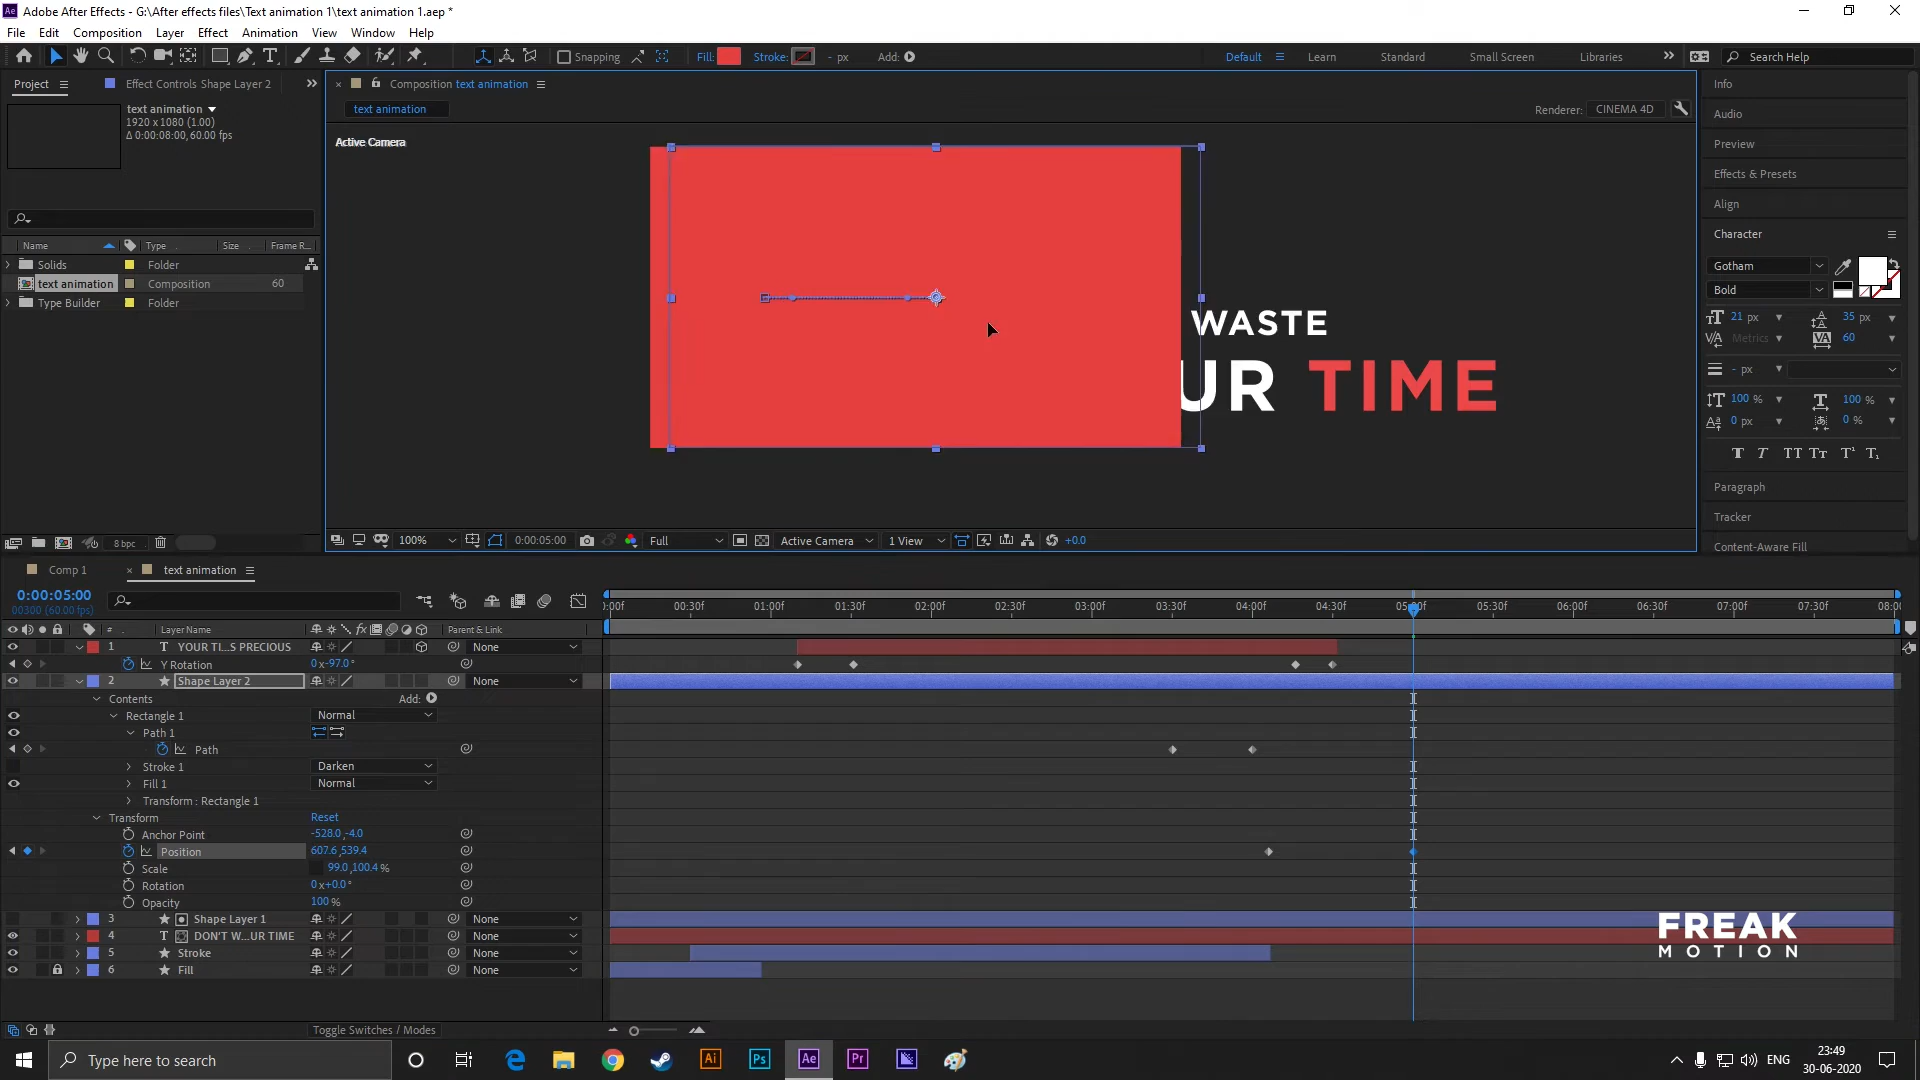 Adobe After Effects - G:\After effects files\Text animation 1\text animation 1.aep *
File Edit Composition Layer Effect Animation View Window Help
Snapping Fill: Stroke: - px Add: Default Learn Standard Small Screen Libraries Search Help
Project Effect Controls Shape Layer 2
text animation
1920 x 1080 (1.00)
Δ 0:00:08:00, 60.00 fps
Name Type Size Frame R...
Solids Folder
text animation Composition 60
Type Builder Folder
8 bpc
Composition text animation
text animation
Renderer: CINEMA 4D
Active Camera
WASTE
UR TIME
100% 0:00:05:00 Full Active Camera 1 View +0.0
Info
Audio
Preview
Effects & Presets
Align
Character
Gotham
Bold
21 px 35 px
Metrics 60
- px
100 % 100 %
0 px 0 %
T T TT Tт T¹ T₁
Paragraph
Tracker
Content-Aware Fill
Comp 1 text animation
0:00:05:00
00300 (60.00 fps)
:00f 00:30f 01:00f 01:30f 02:00f 02:30f 03:00f 03:30f 04:00f 04:30f 05:00f 05:30f 06:00f 06:30f 07:00f 07:30f 08:00f
# Layer Name fx Parent & Link
1 T YOUR TI...S PRECIOUS None
Y Rotation 0x-97.0°
2 Shape Layer 2 None
Contents Add:
Rectangle 1 Normal
Path 1
Path
Stroke 1 Darken
Fill 1 Normal
Transform : Rectangle 1
Transform Reset
Anchor Point -528.0,-4.0
Position 607.6,539.4
Scale 99.0,100.4 %
Rotation 0x+0.0°
Opacity 100 %
3 Shape Layer 1 None
4 T DON'T W...UR TIME None
5 Stroke None
6 Fill None
FREAK
MOTION
Toggle Switches / Modes
Type here to search
Ai Ps Ae Pr
ENG
23:49
30-06-2020